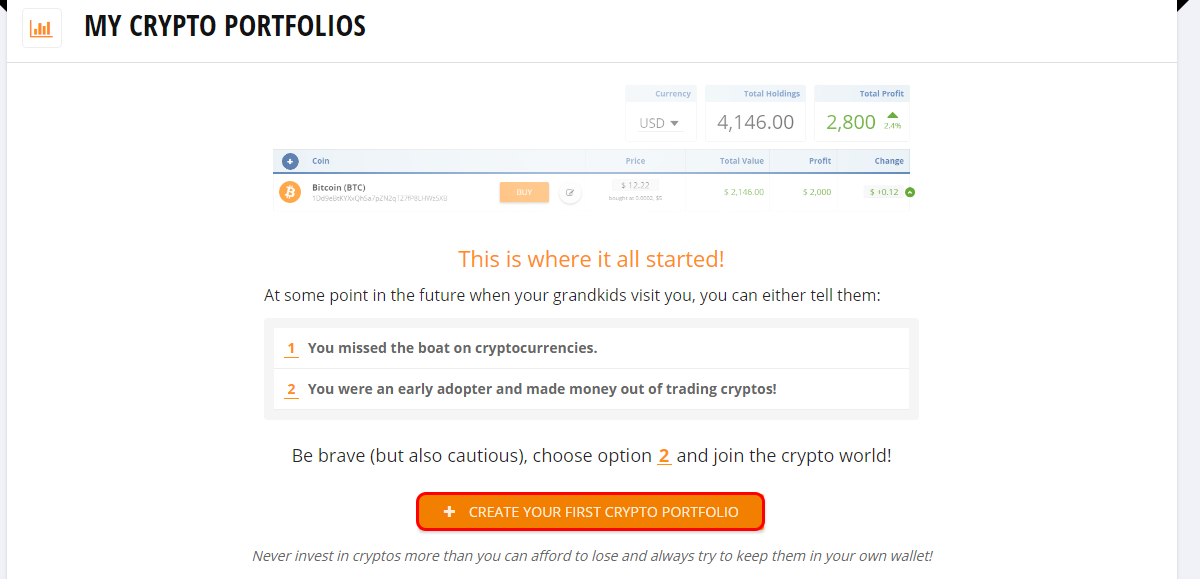 MY CRYPTO PORTFOLIOS
Currency Total Holdings Total Profit
USD 4,146.00 2,800 2.4%
Coin Price Total Value Profit Change
Bitcoin (BTC) BUY $ 12.22 $ 2,146.00 $ 2,000 $ +0.12
bought at
This is where it all started!
At some point in the future when your grandkids visit you, you can either tell them:
1 You missed the boat on cryptocurrencies.
2 You were an early adopter and made money out of trading cryptos!
Be brave (but also cautious), choose option 2 and join the crypto world!
+ CREATE YOUR FIRST CRYPTO PORTFOLIO
Never invest in cryptos more than you can afford to lose and always try to keep them in your own wallet!